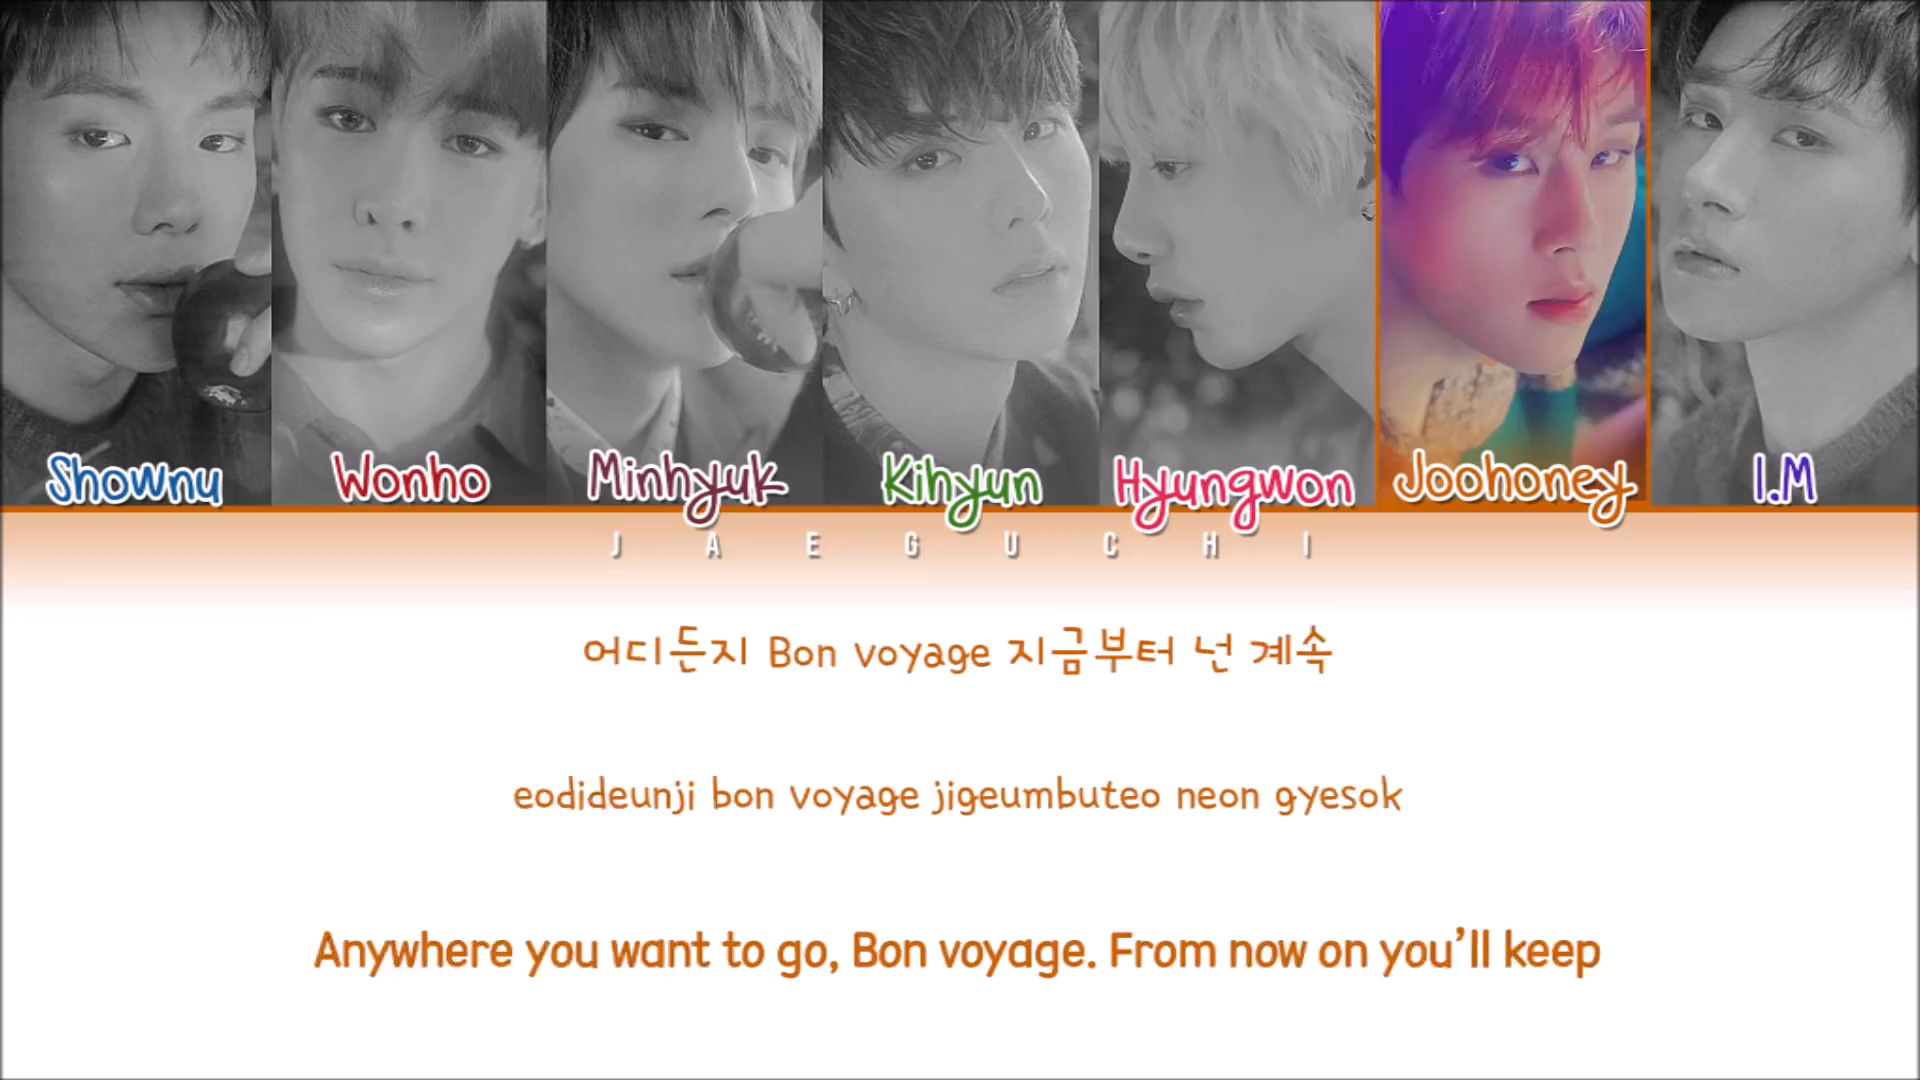 Shownu Wonho Minhyuk Kihyun Hyungwon Joohoney I.M
JAEGUCHI
어디든지 Bon voyage 지금부터 넌 계속
eodideunji bon voyage jigeumbuteo neon gyesok
Anywhere you want to go, Bon voyage. From now on you'll keep